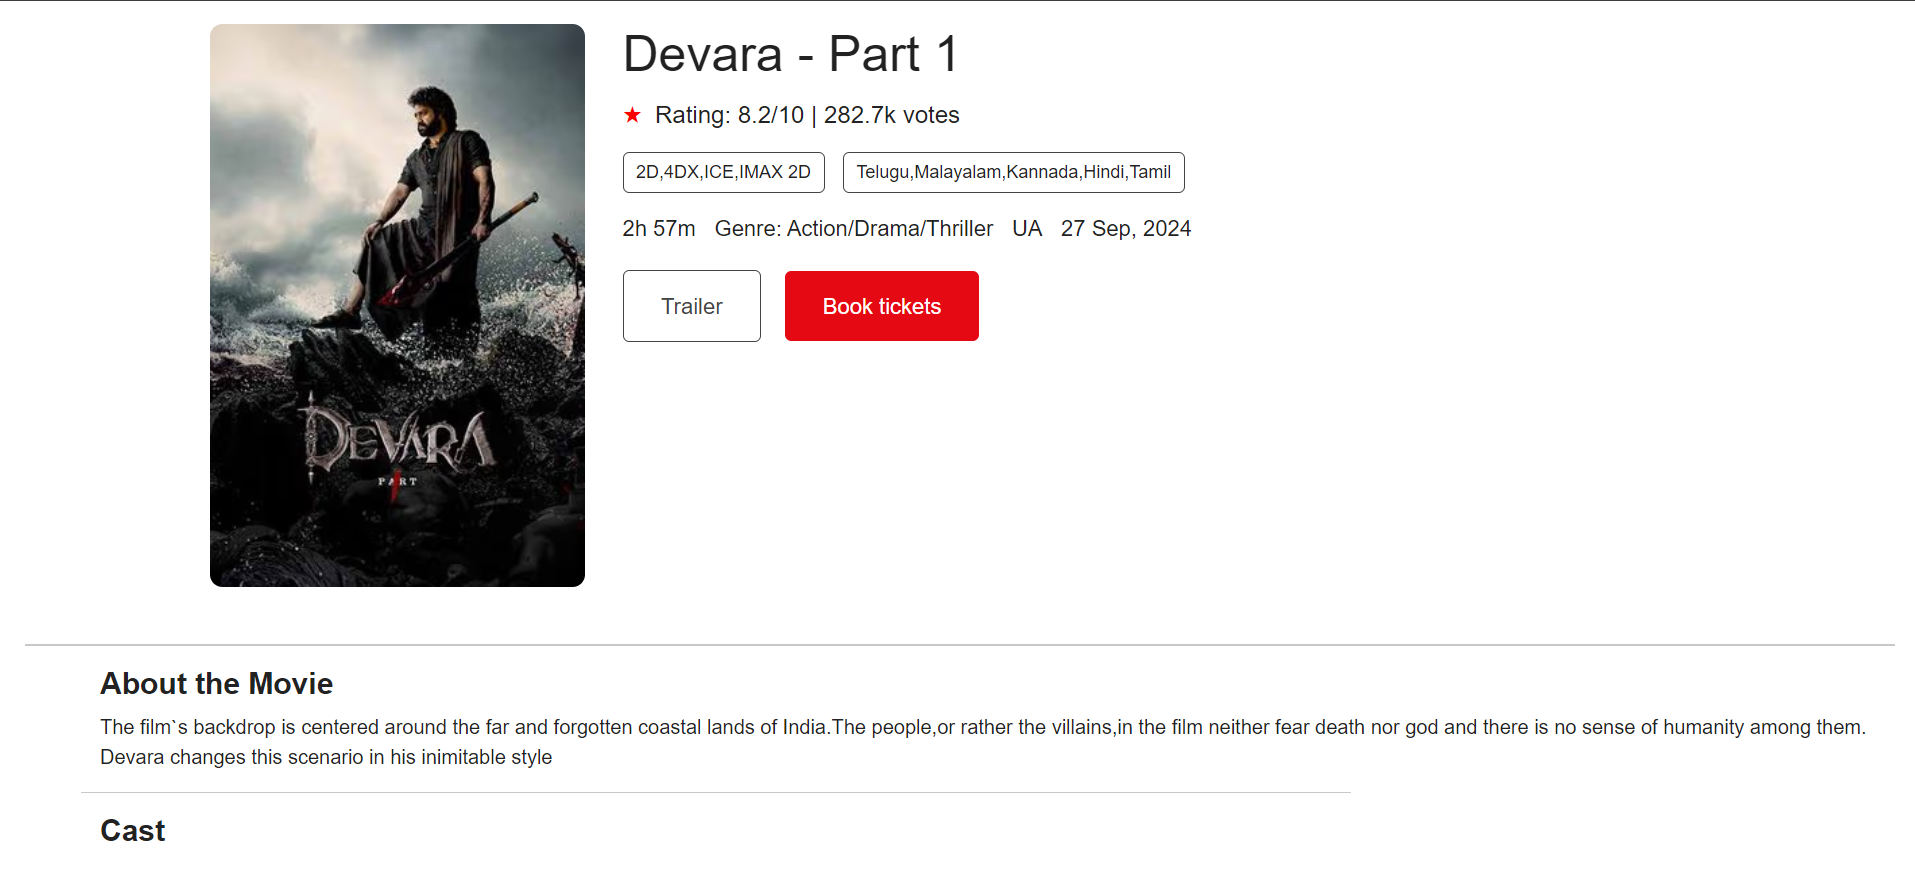 DEVARA
PART
1
Devara - Part 1
★ Rating: 8.2/10 | 282.7k votes
2D,4DX,ICE,IMAX 2D
Telugu,Malayalam,Kannada,Hindi,Tamil
2h 57m Genre: Action/Drama/Thriller UA 27 Sep, 2024
Trailer
Book tickets
About the Movie
The film`s backdrop is centered around the far and forgotten coastal lands of India.The people,or rather the villains,in the film neither fear death nor god and there is no sense of humanity among them.
Devara changes this scenario in his inimitable style
Cast